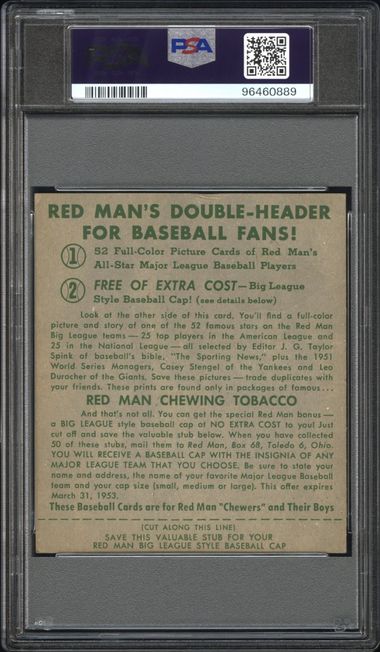 PSA
96460889
RED MAN'S DOUBLE-HEADER
FOR BASEBALL FANS!
1 52 Full-Color Picture Cards of Red Man's
All-Star Major League Baseball Players
2 FREE OF EXTRA COST—Big League
Style Baseball Cap! (see details below)
Look at the other side of this card. You'll find a full-color
picture and story of one of the 52 famous stars on the Red Man
Big League teams—25 top players in the American League and
25 in the National League—all selected by Editor J. G. Taylor
Spink of baseball's bible, "The Sporting News," plus the 1951
World Series Managers, Casey Stengel of the Yankees and Leo
Duracher of the Giants. Save these pictures—trade duplicates with
your friends. These prints are found only in packages of famous...
RED MAN CHEWING TOBACCO
And that's not all. You can get the special Red Man bonus—
a BIG LEAGUE style baseball cap at NO EXTRA COST to you! Just
cut off and save the valuable stub below. When you have collected
50 of these stubs, mail them to Red Man, Box 68, Toledo 6, Ohio.
YOU WILL RECEIVE A BASEBALL CAP WITH THE INSIGNIA OF ANY
MAJOR LEAGUE TEAM THAT YOU CHOOSE. Be sure to state your
name and address, the name of your favorite Major League Baseball
team and your cap size (small, medium or large). This offer expires
March 31, 1953.
These Baseball Cards are for Red Man "Chewers" and Their Boys
(CUT ALONG THIS LINE)
SAVE THIS VALUABLE STUB FOR YOUR
RED MAN BIG LEAGUE STYLE BASEBALL CAP